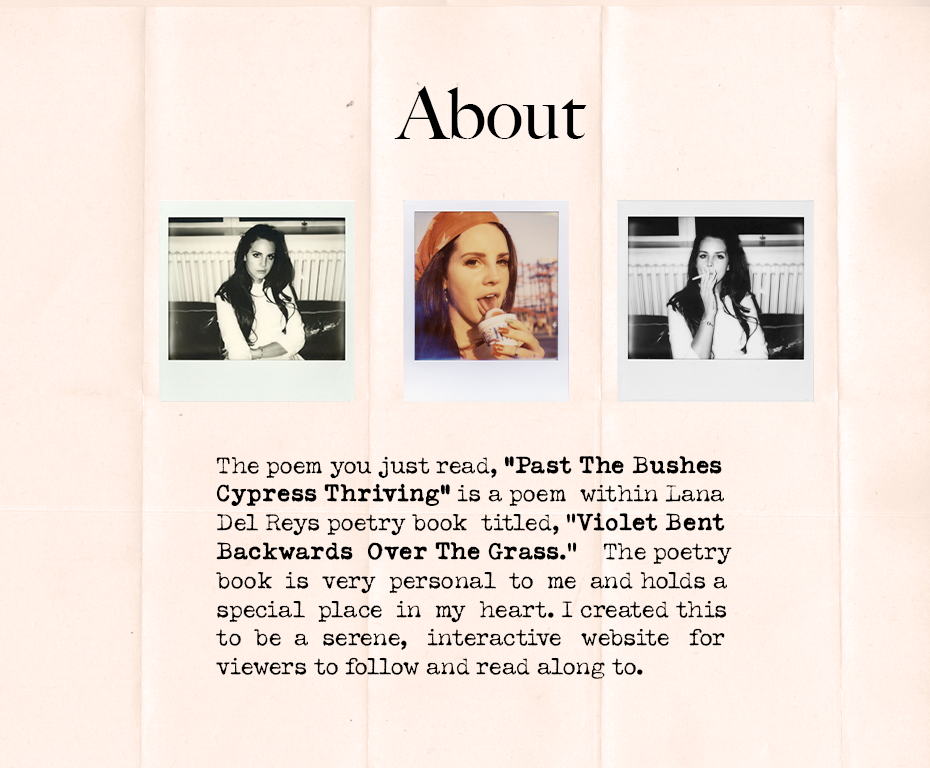 About
The poem you just read, "Past The Bushes
Cypress Thriving" is a poem within Lana
Del Reys poetry book titled, "Violet Bent
Backwards Over The Grass." The poetry
book is very personal to me and holds a
special place in my heart. I created this
to be a serene, interactive website for
viewers to follow and read along to.